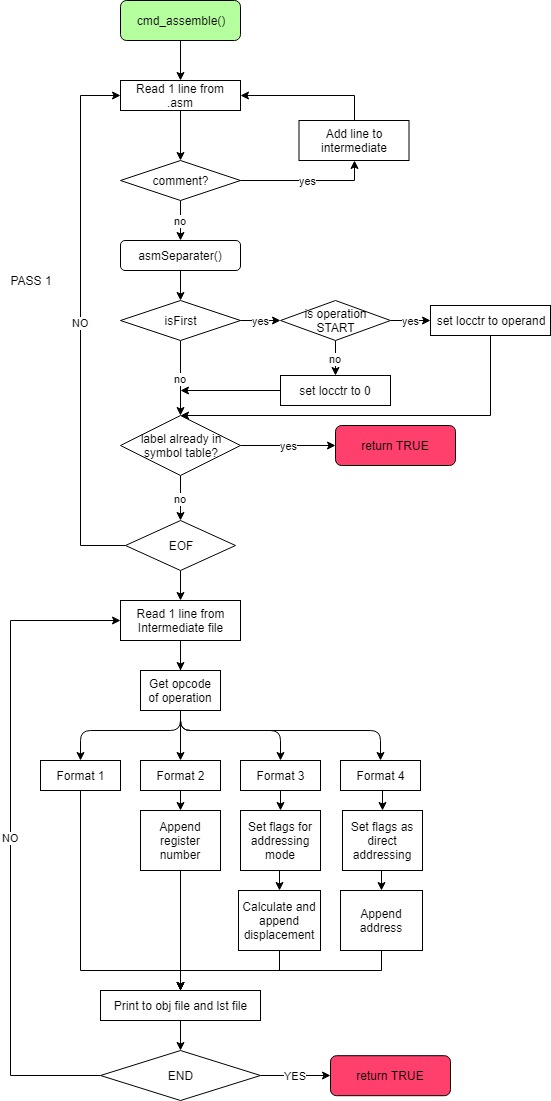 cmd_assemble()
Read 1 line from
.asm
Add line to
intermediate
comment?
yes
no
asmSeparater()
PASS 1
isFirst
yes
is operation
START
yes
set locctr to operand
NO
no
no
set locctr to 0
label already in
symbol table?
yes
return TRUE
no
EOF
Read 1 line from
Intermediate file
Get opcode
of operation
Format 1
Format 2
Format 3
Format 4
Append
register
number
Set flags for
addressing
mode
Set flags as
direct
addressing
NO
Calculate and
append
displacement
Append
address
Print to obj file and lst file
END
YES
return TRUE